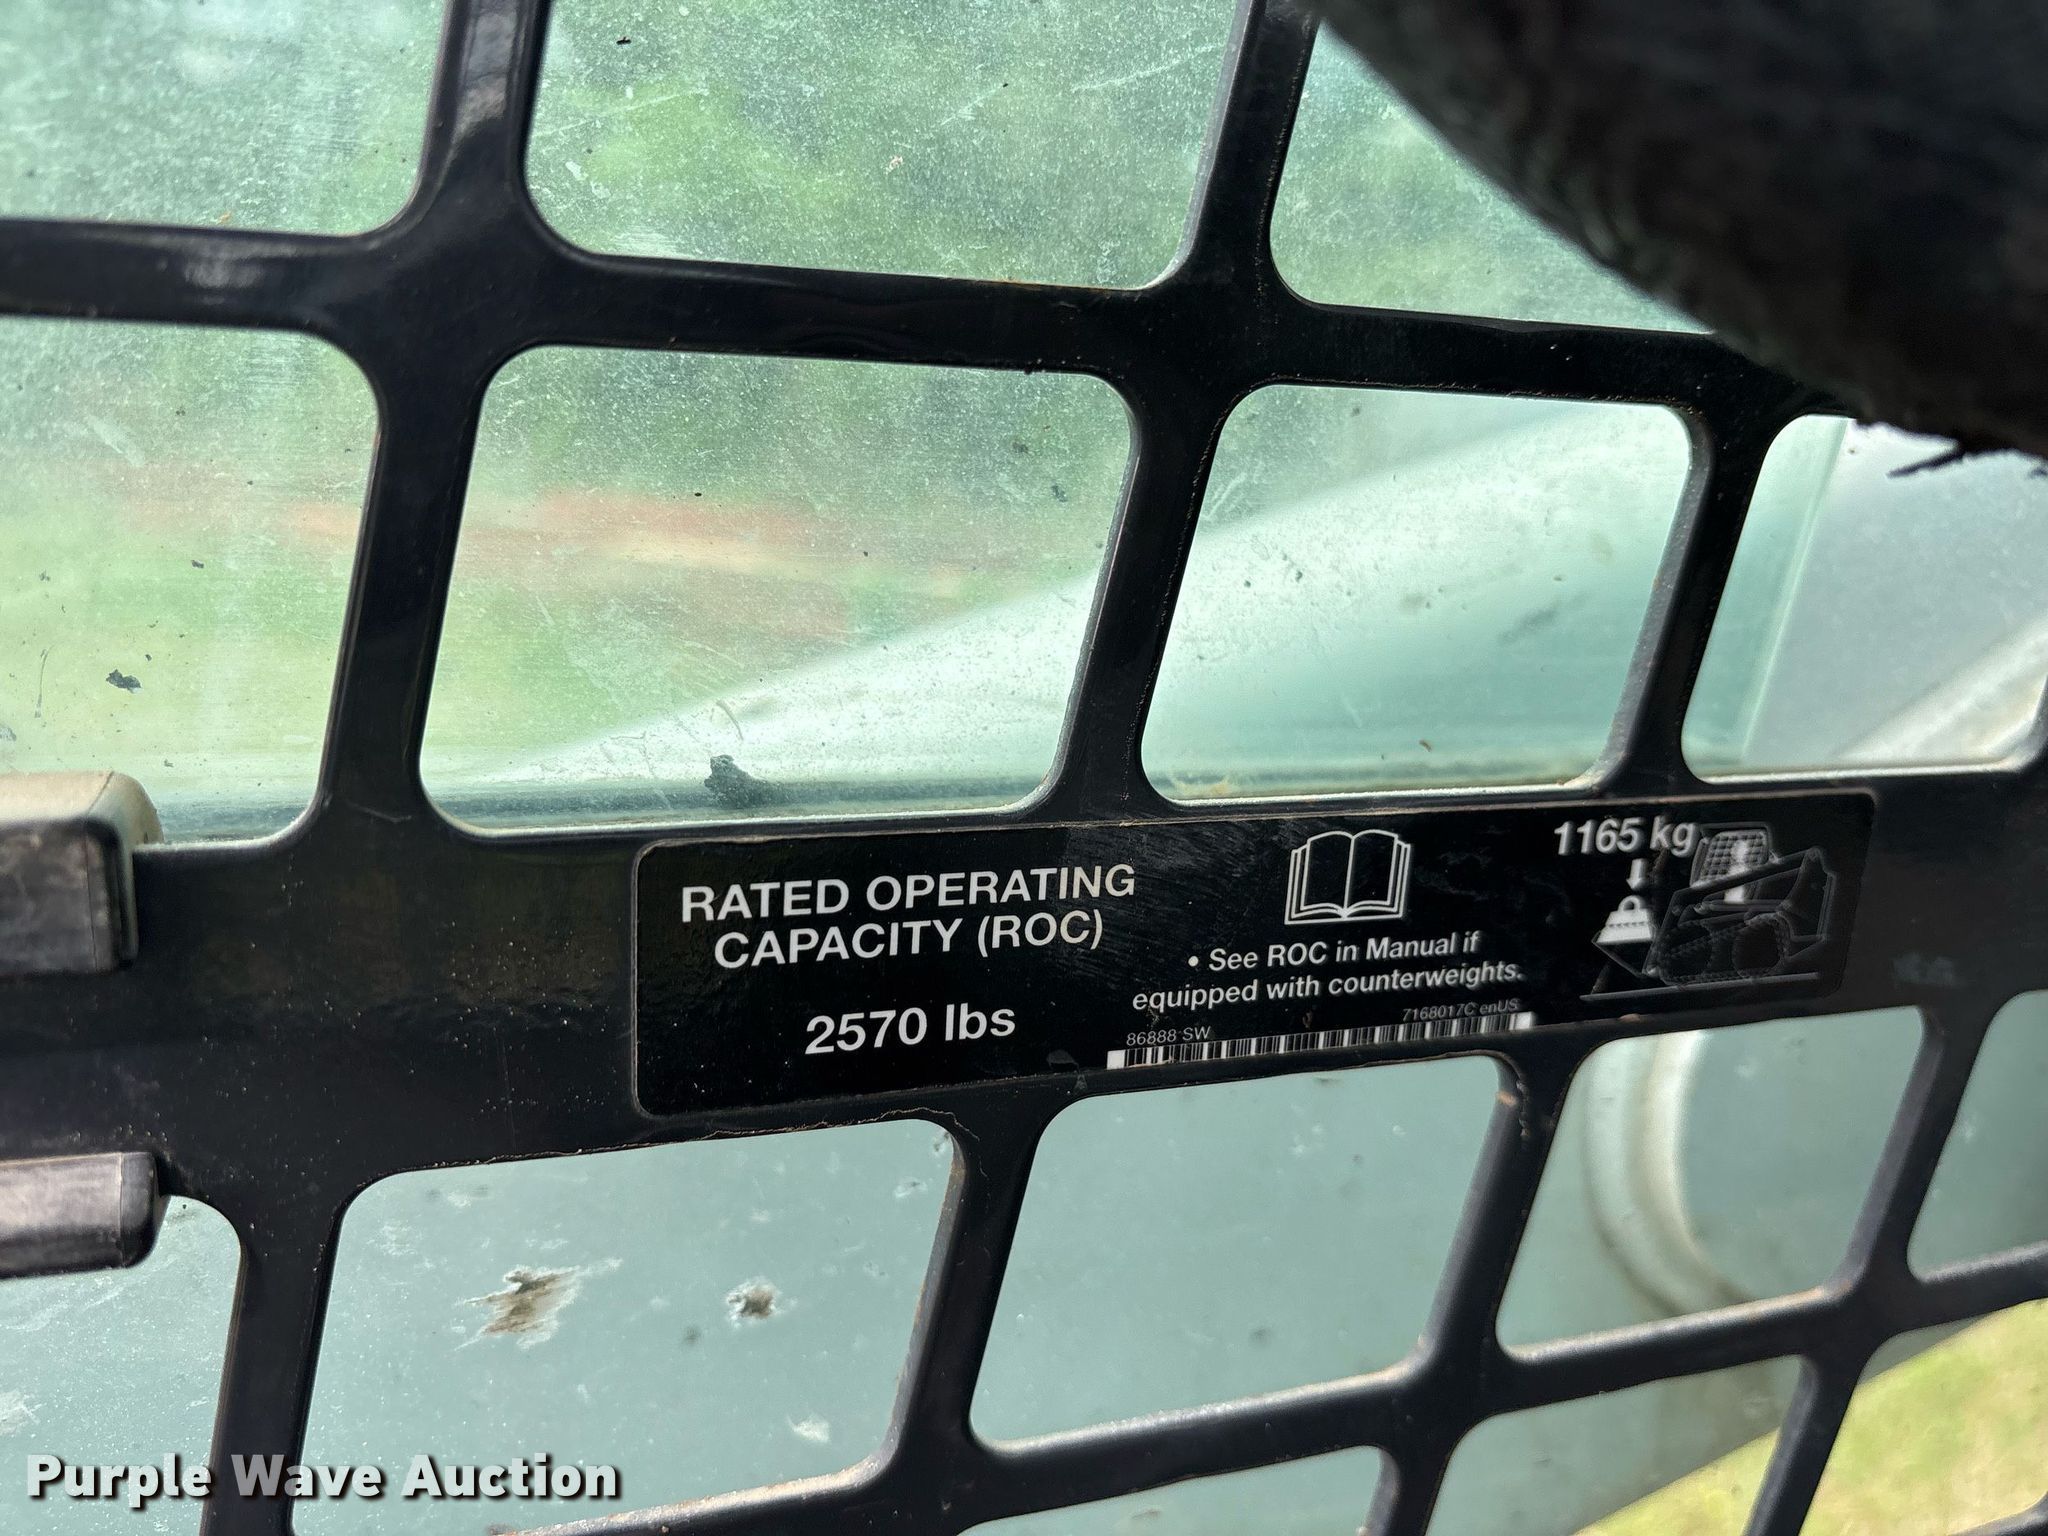 RATED OPERATING
CAPACITY (ROC)
2570 lbs
• See ROC in Manual if
equipped with counterweights.
86888 SW
7168017C enUS
1165 kg
Purple Wave Auction